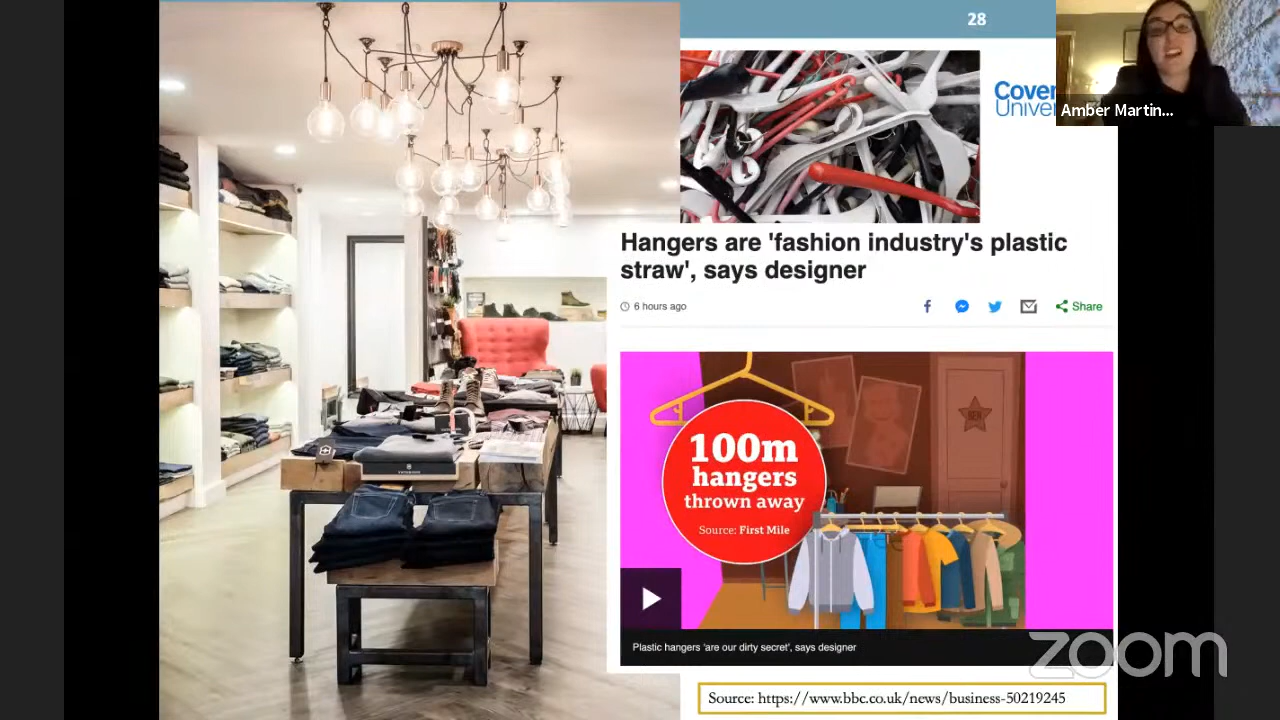 28
Cover
Univer
Amber Martin...
Hangers are 'fashion industry's plastic
straw', says designer
6 hours ago
Share
100m
hangers
thrown away
Source: First Mile
Plastic hangers 'are our dirty secret', says designer
zoom
Source: https://www.bbc.co.uk/news/business-50219245